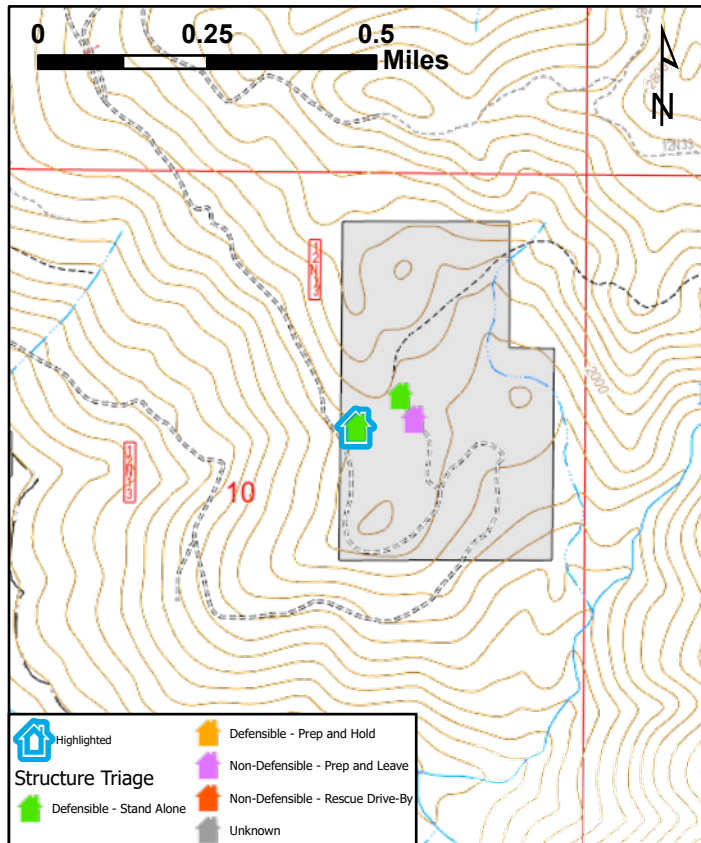 0 0.25 0.5
Miles
N
12N33
12N13
2000
12N13
10
Highlighted
Structure Triage
Defensible - Stand Alone
Defensible - Prep and Hold
Non-Defensible - Prep and Leave
Non-Defensible - Rescue Drive-By
Unknown